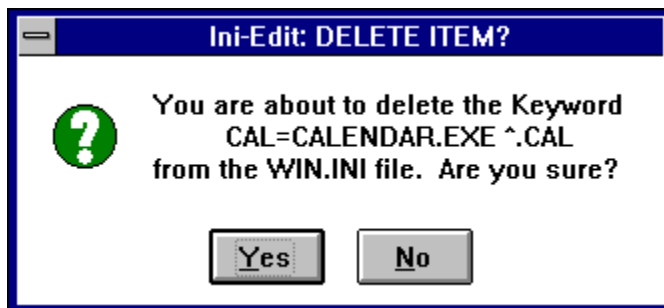 Ini-Edit: DELETE ITEM?
You are about to delete the Keyword
CAL=CALENDAR.EXE ^.CAL
from the WIN.INI file.  Are you sure?
Yes No